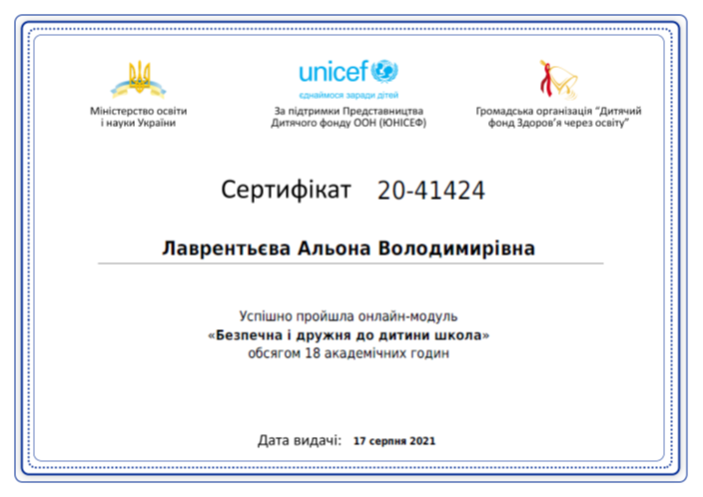 Міністерство освіти
і науки України
unicef
єднаймося заради дітей
За підтримки Представництва
Дитячого фонду ООН (ЮНІСЕФ)
Громадська організація "Дитячий
фонд Здоров'я через освіту"
Сертифікат 20-41424
Лаврентьєва Альона Володимирівна
Успішно пройшла онлайн-модуль
«Безпечна і дружня до дитини школа»
обсягом 18 академічних годин
Дата видачі: 17 серпня 2021